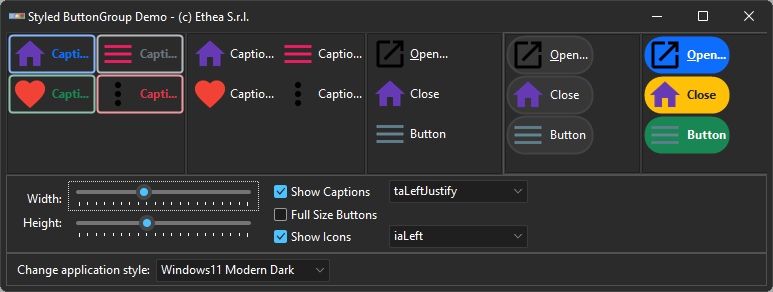 Styled ButtonGroup Demo - (c) Ethea S.r.l.
Capti... Capti... Captio... Captio... Open... Open... Open...
Capti... Capti... Captio... Captio... Close Close Close
Button Button Button
Width: Show Captions taLeftJustify
Full Size Buttons
Height: Show Icons iaLeft
Change application style: Windows11 Modern Dark